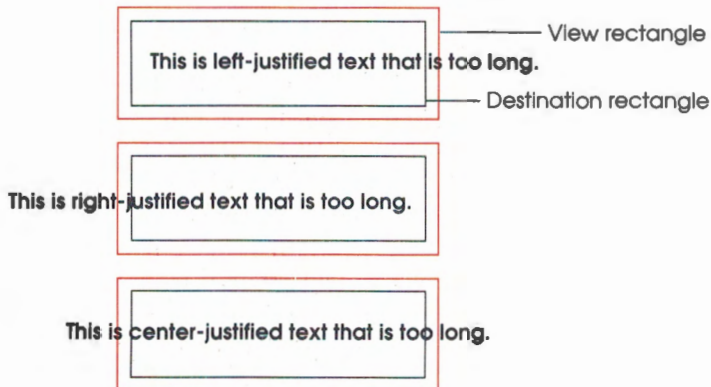 View rectangle
This is left-justified text that is too long.
Destination rectangle
This is right-justified text that is too long.
This is center-justified text that is too long.